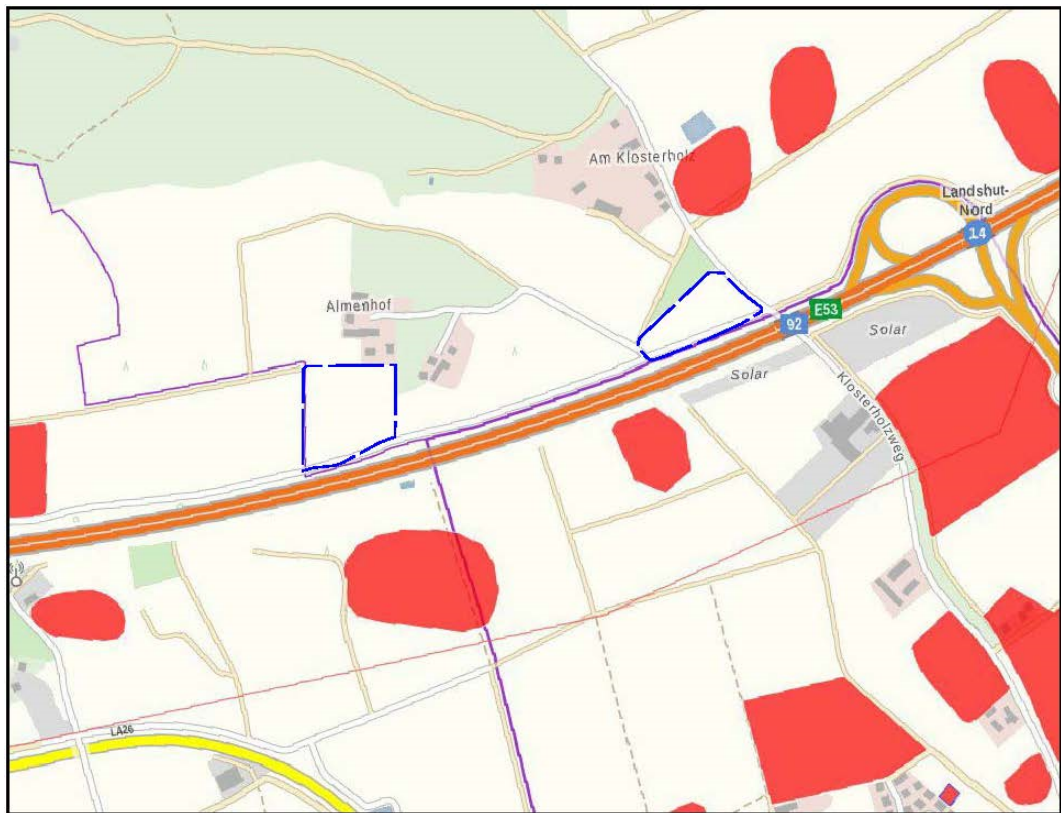 Am Klosterholz
Landshut-
Nord
14
Almenhof
E53
92
Solar
Solar
Klosterholzweg
LA26